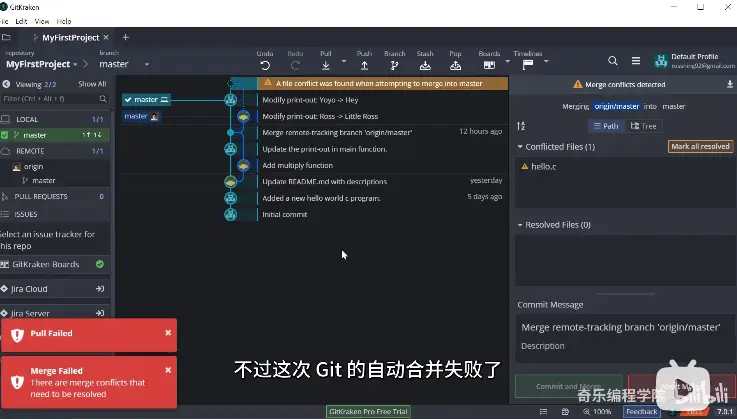 GitKraken
File Edit View Help
MyFirstProject
repository
branch
MyFirstProject
master
Undo Redo Pull Push Branch Stash Pop Boards Timelines
Default Profile
Viewing 2/2 Show All
Filter (Ctrl + Alt + f)
LOCAL 1/1
master 1 1
REMOTE 1/1
origin
master
PULL REQUESTS 0
ISSUES
Select an issue tracker for
this repo
GitKraken Boards
Jira Cloud
Jira Server
A file conflict was found when attempting to merge into master
master Modify print-out: Yoyo -> Hey
master Modify print-out: Ross -> Little Ross
Merge remote-tracking branch 'origin/master' 12 hours ago
Update the print-out in main function.
Add multiply function
Update README.md with descriptions yesterday
Added a new hello world c program. 5 days ago
Initial commit
Merge conflicts detected
Merging origin/master into master
Path Tree
Conflicted Files (1) Mark all resolved
hello.c
Resolved Files (0)
Commit Message
Merge remote-tracking branch 'origin/master'
Description
Commit and Merge
Pull Failed
Merge Failed
There are merge conflicts that
need to be resolved
不过这次 Git 的自动合并失败了
奇乐编程学院
bilibili
GitKraken Pro Free Trial
100% Feedback 7.0.1